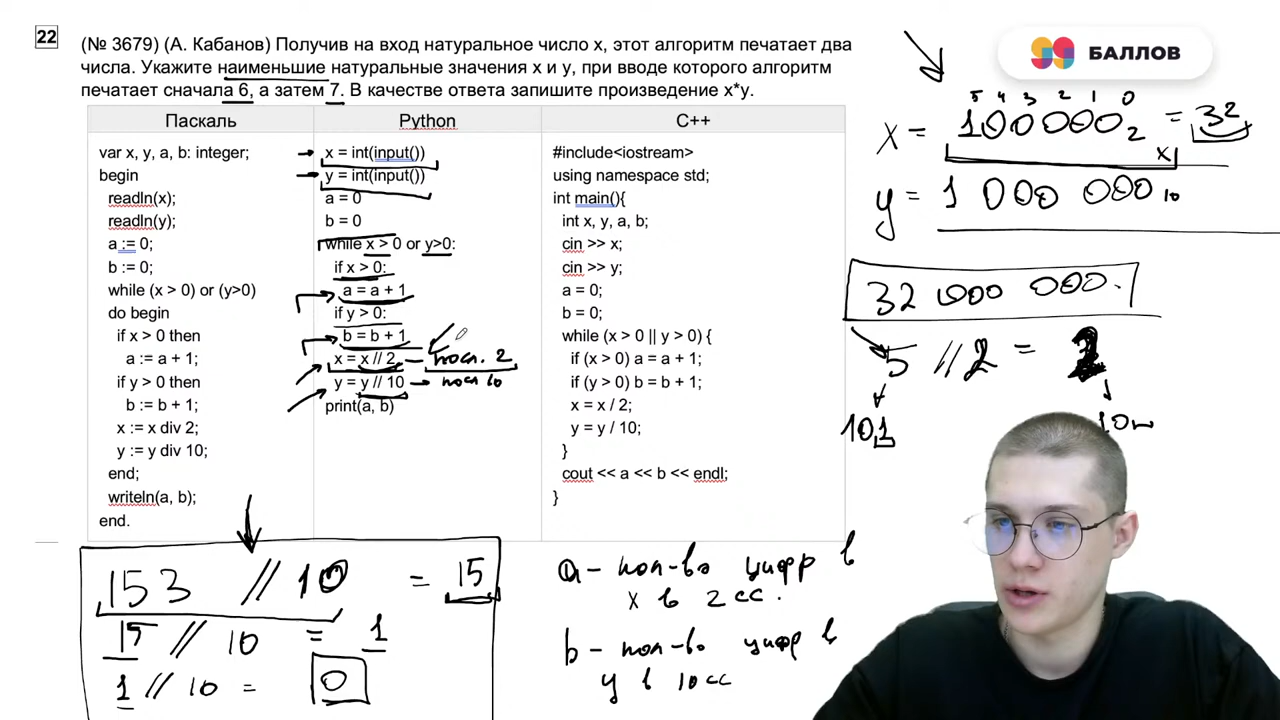 22
(№ 3679) (А. Кабанов) Получив на вход натуральное число x, этот алгоритм печатает два
числа. Укажите наименьшие натуральные значения x и y, при вводе которого алгоритм
печатает сначала 6, а затем 7. В качестве ответа запишите произведение x*y.
Паскаль
var x, y, a, b: integer;
begin
readln(x);
readln(y);
a := 0;
b := 0;
while (x > 0) or (y>0)
do begin
if x > 0 then
a := a + 1;
if y > 0 then
b := b + 1;
x := x div 2;
y := y div 10;
end;
writeln(a, b);
end.
Python
x = int(input())
y = int(input())
a = 0
b = 0
while x > 0 or y>0:
if x > 0:
a = a + 1
if y > 0:
b = b + 1
x = x // 2 – посл. 2
y = y // 10 посл 10
print(a, b)
C++
#include<iostream>
using namespace std;
int main(){
int x, y, a, b;
cin >> x;
cin >> y;
a = 0;
b = 0;
while (x > 0 || y > 0) {
if (x > 0) a = a + 1;
if (y > 0) b = b + 1;
x = x / 2;
y = y / 10;
}
cout << a << b << endl;
}
БАЛЛОВ
5 4 3 2 1 0
x = 100000₂ = 32
x
y = 1 000 000₁₀
32 000 000.
5 // 2 =
101
153 // 10 = 15
15 // 10 = 1
1 // 10 = 0
a – кол-во цифр в
x в 2 сс.
b – кол-во цифр в
y в 10 сс